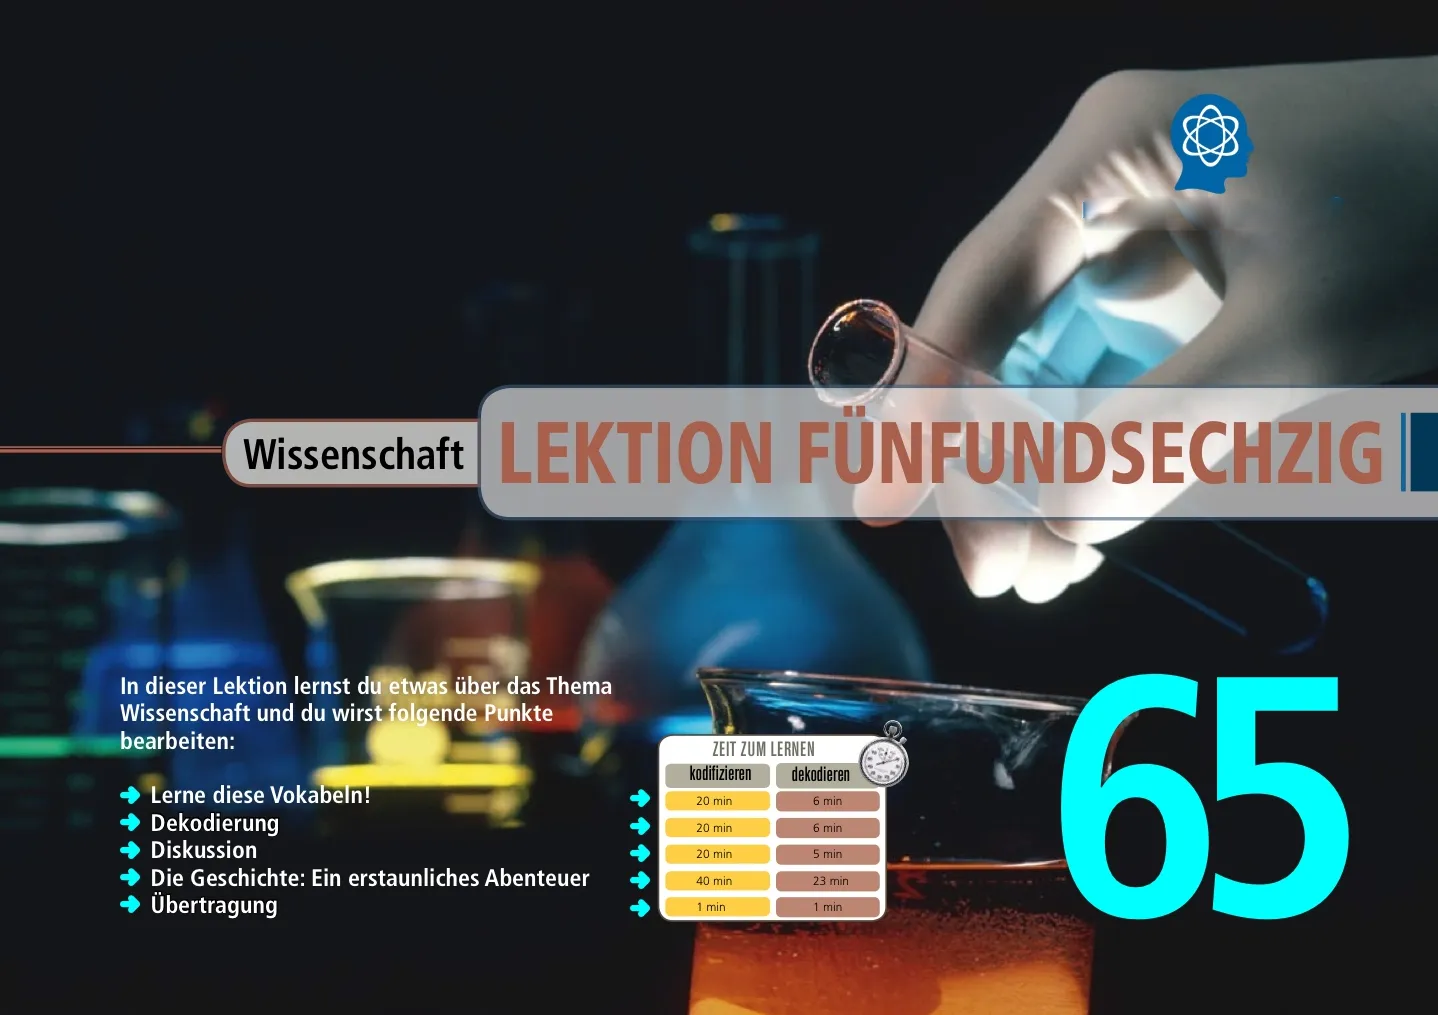 Wissenschaft
LEKTION FÜNFUNDSECHZIG
In dieser Lektion lernst du etwas über das Thema
Wissenschaft und du wirst folgende Punkte
bearbeiten:
Lerne diese Vokabeln!
Dekodierung
Diskussion
Die Geschichte: Ein erstaunliches Abenteuer
Übertragung
ZEIT ZUM LERNEN
kodifizieren dekodieren
20 min 6 min
20 min 6 min
20 min 5 min
40 min 23 min
1 min 1 min
65